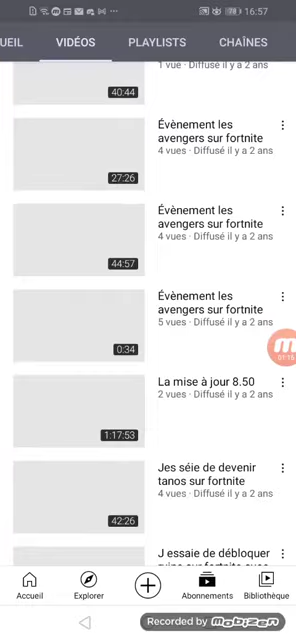 16:57
UEIL VIDÉOS PLAYLISTS CHAÎNES
1 vue · Diffusé il y a 2 ans
40:44
Évènement les
avengers sur fortnite
4 vues · Diffusé il y a 2 ans
27:26
Évènement les
avengers sur fortnite
4 vues · Diffusé il y a 2 ans
44:57
Évènement les
avengers sur fortnite
5 vues · Diffusé il y a 2 ans
0:34
La mise à jour 8.50
2 vues · Diffusé il y a 2 ans
1:17:53
Jes séie de devenir
tanos sur fortnite
4 vues · Diffusé il y a 2 ans
42:26
J essaie de débloquer
Accueil Explorer Abonnements Bibliothèque
Recorded by Mobizen